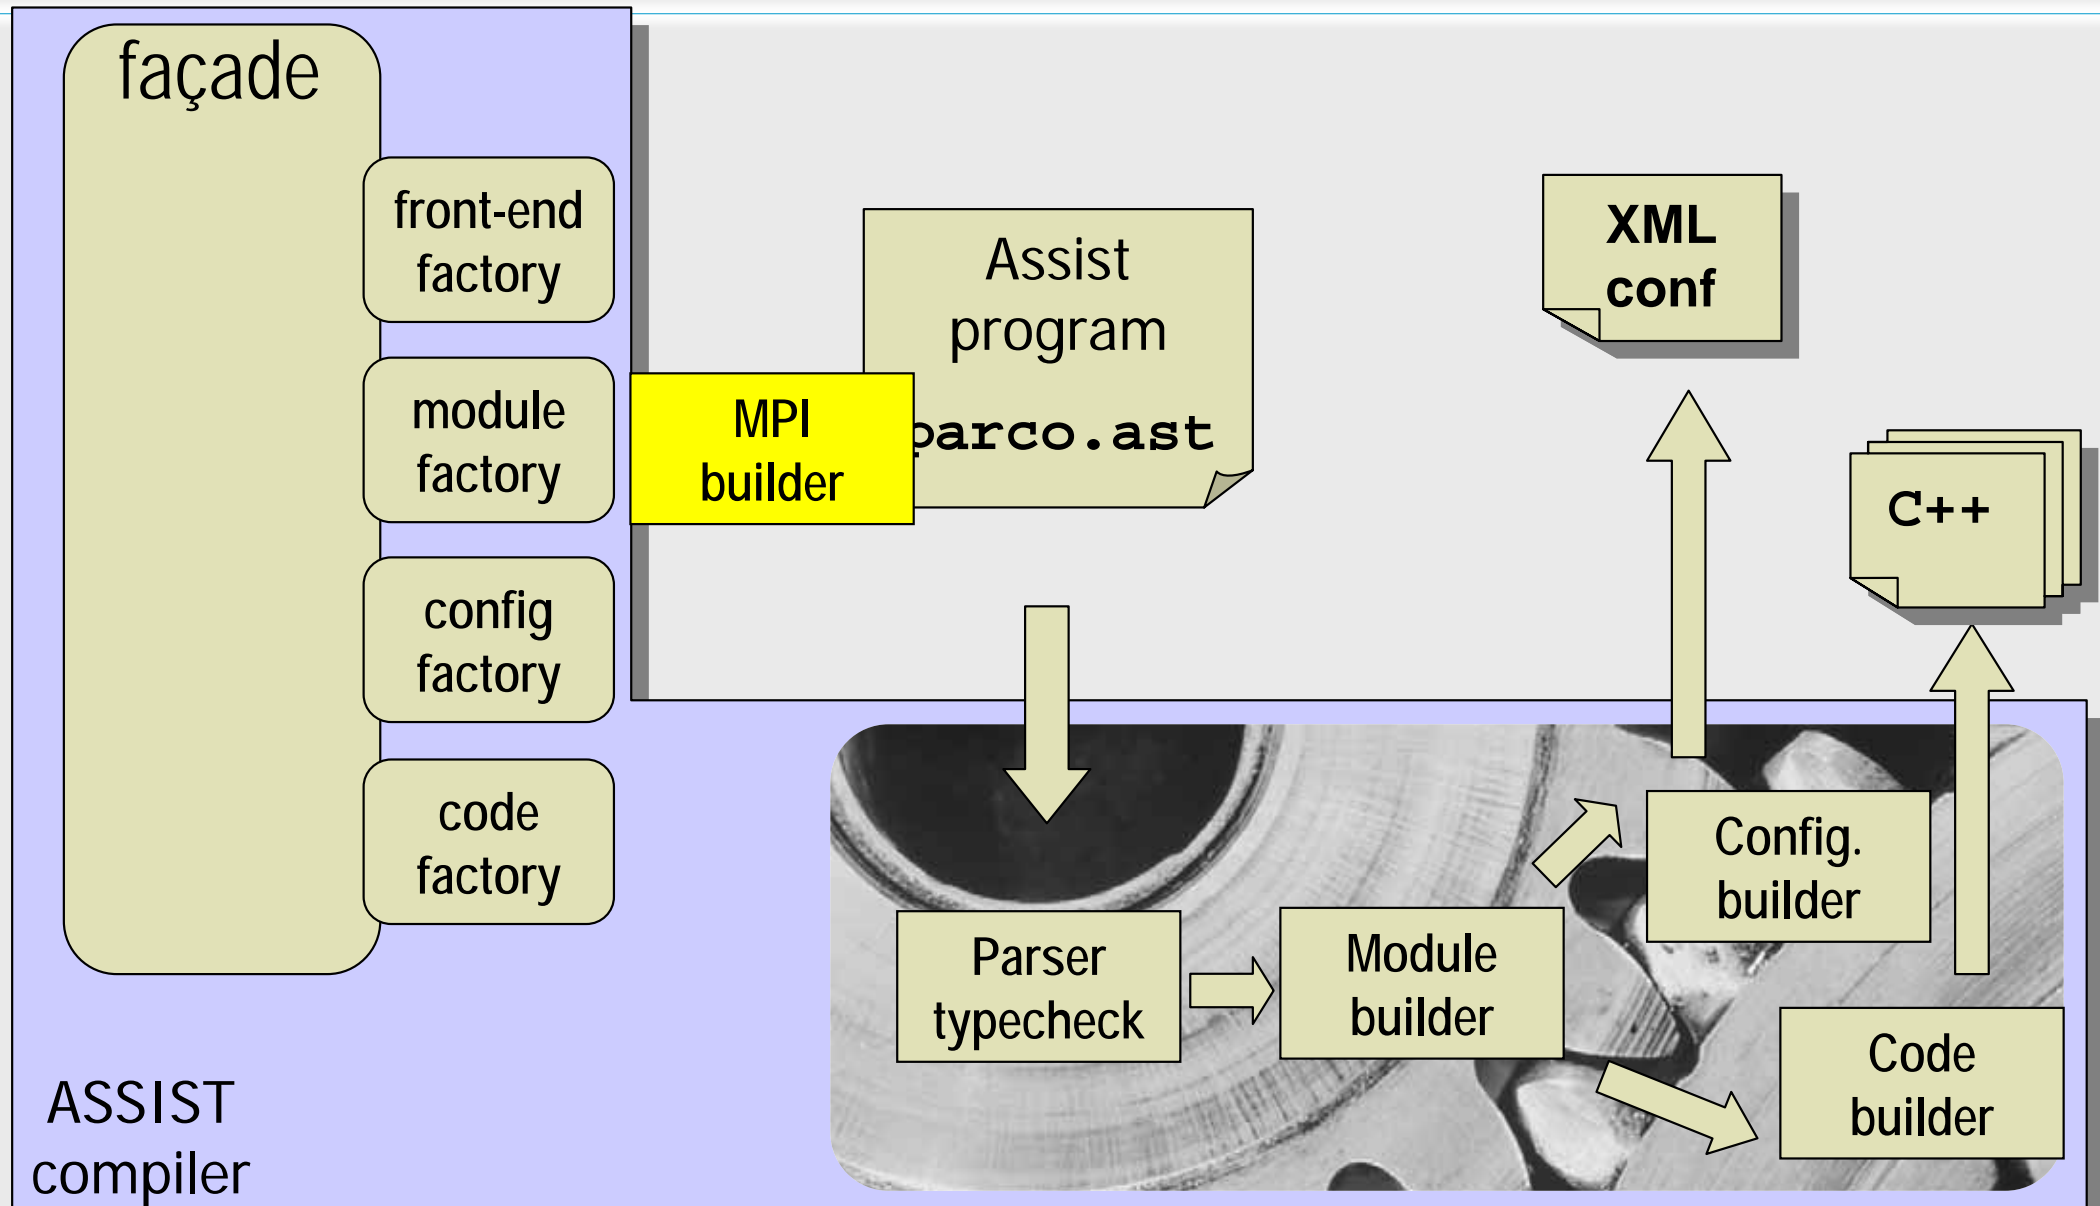 façade
front-end
factory
module
factory
config
factory
code
factory
MPI
builder
Assist
program
parco.ast
XML
conf
C++
Parser
typecheck
Module
builder
Config.
builder
Code
builder
ASSIST
compiler